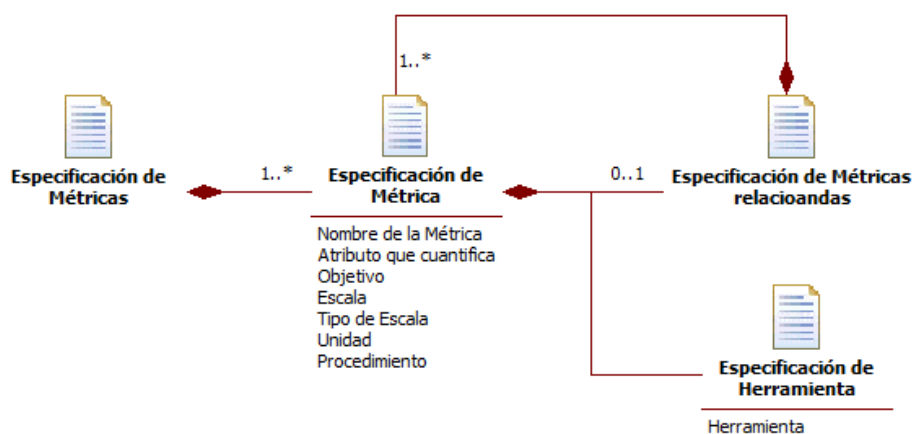 1..*
Especificación de
Métricas
1..*
Especificación de
Métrica
0..1
Especificación de Métricas
relacioandas
Nombre de la Métrica
Atributo que cuantifica
Objetivo
Escala
Tipo de Escala
Unidad
Procedimiento
Especificación de
Herramienta
Herramienta